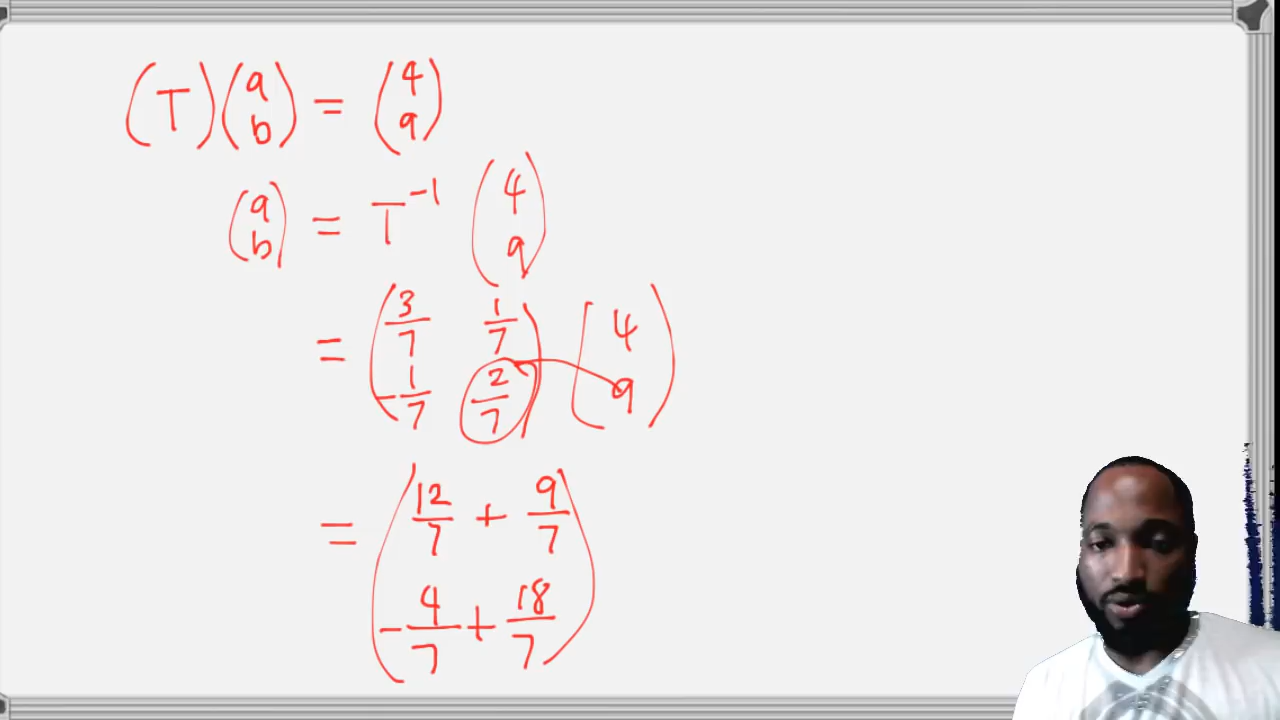 (T)(a b) = (4 9)
(a b) = T⁻¹ (4 9)
= (3/7 1/7 -1/7 2/7) (4 9)
= (12/7 + 9/7 -4/7 + 18/7)